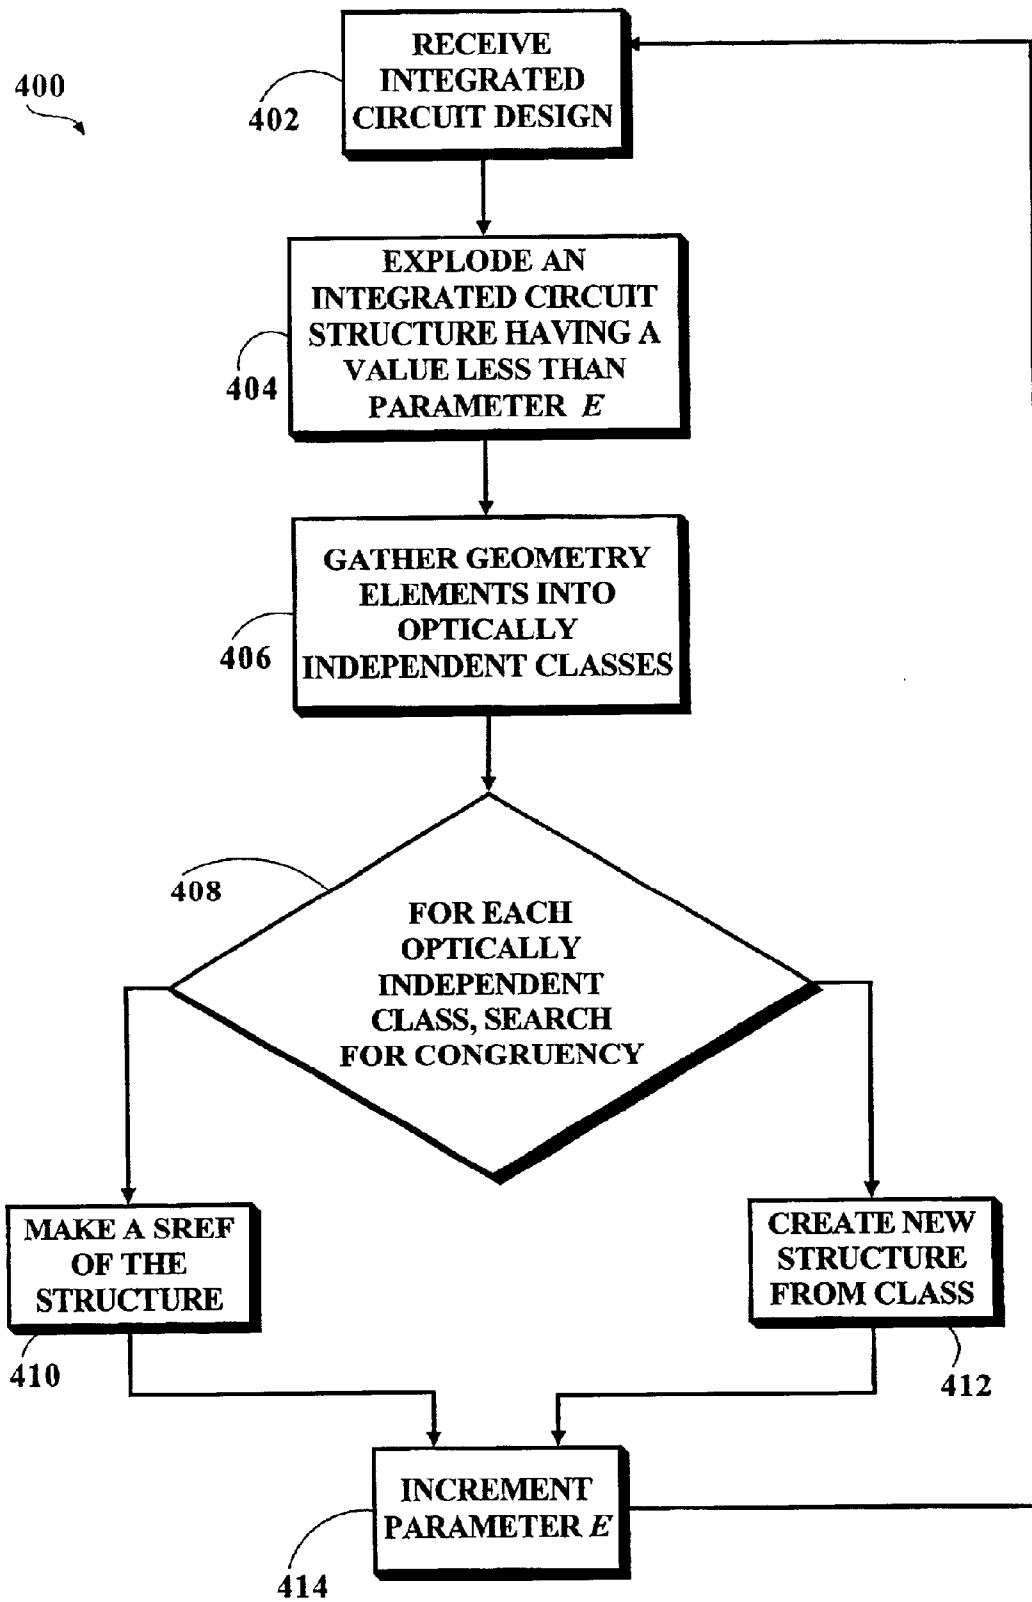 400
RECEIVE
INTEGRATED
CIRCUIT DESIGN
402
EXPLODE AN
INTEGRATED CIRCUIT
STRUCTURE HAVING A
VALUE LESS THAN
PARAMETER E
404
GATHER GEOMETRY
ELEMENTS INTO
OPTICALLY
INDEPENDENT CLASSES
406
408
FOR EACH
OPTICALLY
INDEPENDENT
CLASS, SEARCH
FOR CONGRUENCY
MAKE A SREF
OF THE
STRUCTURE
410
CREATE NEW
STRUCTURE
FROM CLASS
412
INCREMENT
PARAMETER E
414